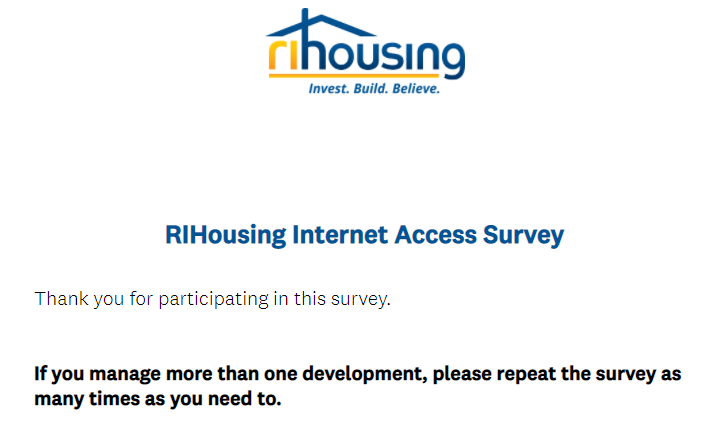 rihousing
Invest. Build. Believe.
RIHousing Internet Access Survey
Thank you for participating in this survey.
If you manage more than one development, please repeat the survey as
many times as you need to.